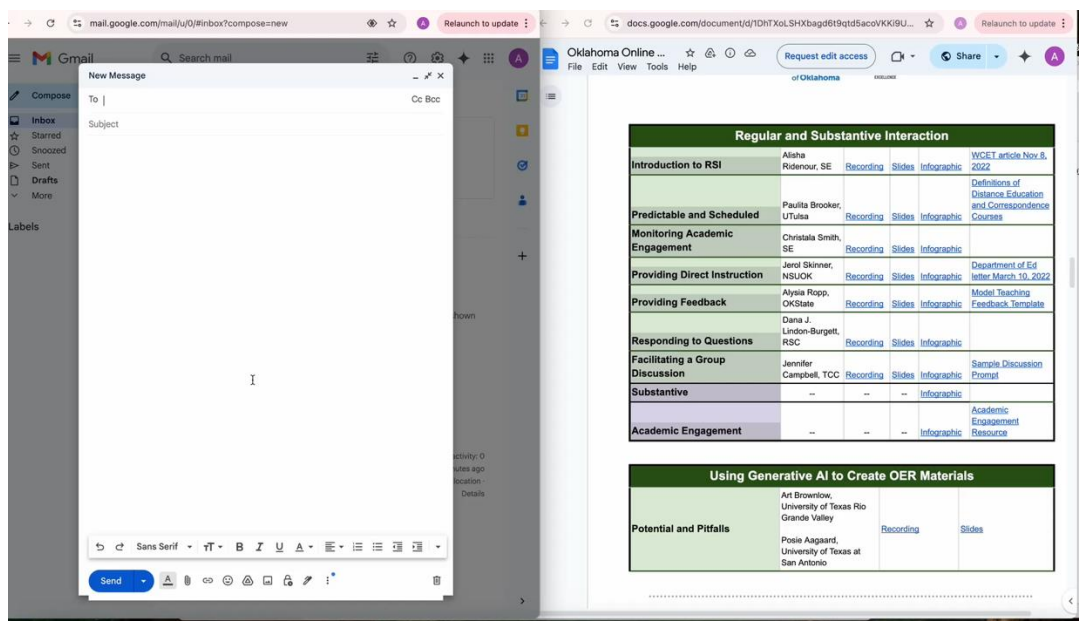 mail.google.com/mail/u/0/#inbox?compose=new
Relaunch to update
Gmail
Search mail
A
Compose
Inbox
Starred
Snoozed
Sent
Drafts
More
Labels
New Message
To
Cc Bcc
Subject
hown
activity: 0
utes ago
location ·
Details
Sans Serif
Send
docs.google.com/document/d/1DhTXoLSHXbagd6t9qtd5acoVKKi9U...
A
Relaunch to update
Oklahoma Online ...
File Edit View Tools Help
Request edit access
Share
A
of Oklahoma
EXCELLENCE
Regular and Substantive Interaction
Introduction to RSI
Alisha
Ridenour, SE
Recording Slides Infographic
WCET article Nov 8,
2022
Predictable and Scheduled
Paulita Brooker,
UTulsa
Recording Slides Infographic
Definitions of
Distance Education
and Correspondence
Courses
Monitoring Academic
Engagement
Christala Smith,
SE
Recording Slides Infographic
Providing Direct Instruction
Jerol Skinner,
NSUOK
Recording Slides Infographic
Department of Ed
letter March 10, 2022
Providing Feedback
Alysia Ropp,
OKState
Recording Slides Infographic
Model Teaching
Feedback Template
Responding to Questions
Dana J.
Lindon-Burgett,
RSC
Recording Slides Infographic
Facilitating a Group
Discussion
Jennifer
Campbell, TCC
Recording Slides Infographic
Sample Discussion
Prompt
Substantive
-- -- -- Infographic
Academic Engagement
-- -- -- Infographic
Academic
Engagement
Resource
Using Generative AI to Create OER Materials
Potential and Pitfalls
Art Brownlow,
University of Texas Rio
Grande Valley
Posie Aagaard,
University of Texas at
San Antonio
Recording
Slides